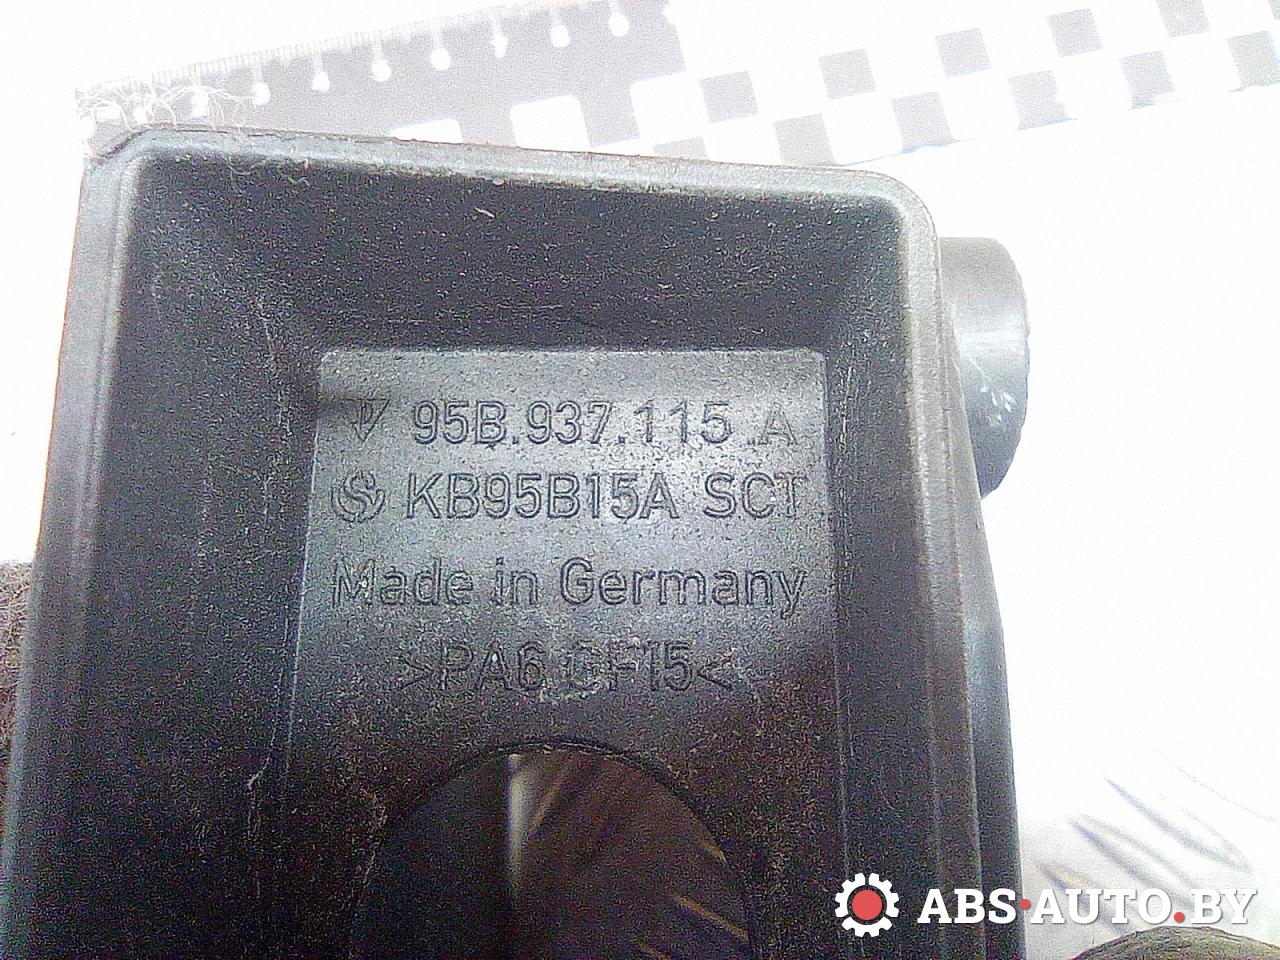 95B.937.115.A
KB95B15A SCT
Made in Germany
>PA6 GF15<
ABS·AUTO.BY